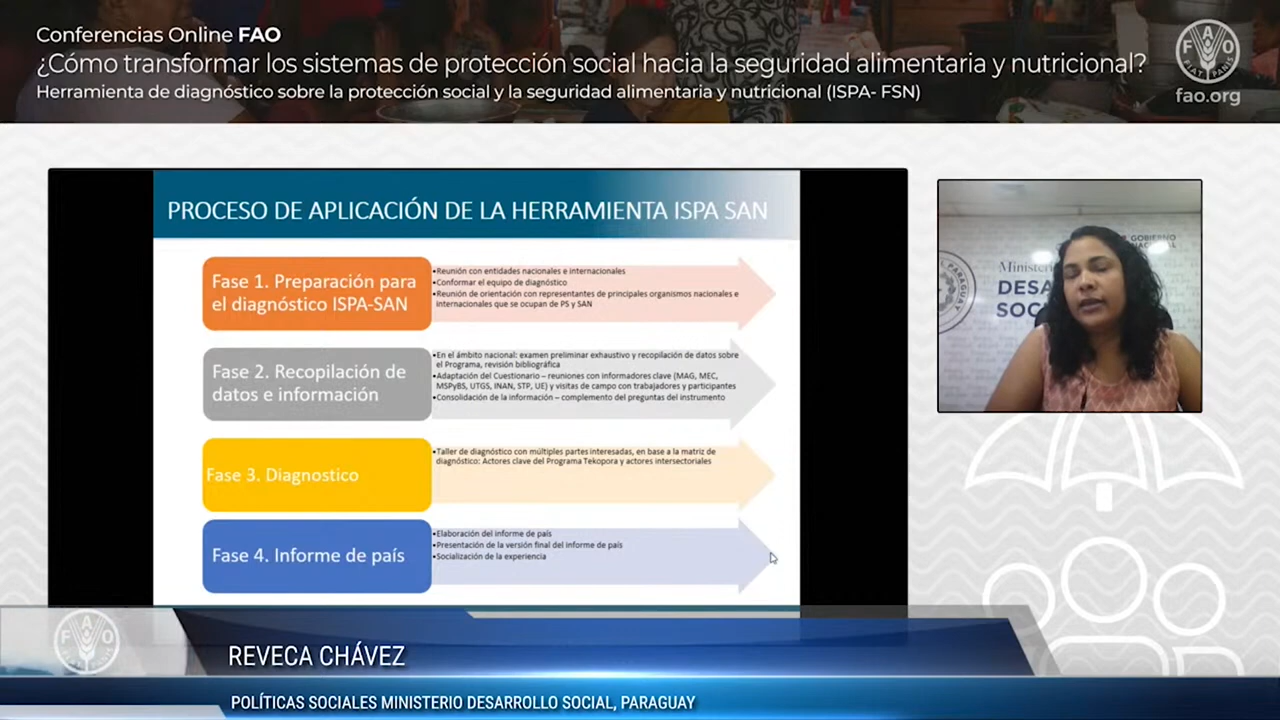 Conferencias Online FAO
¿Cómo transformar los sistemas de protección social hacia la seguridad alimentaria y nutricional?
Herramienta de diagnóstico sobre la protección social y la seguridad alimentaria y nutricional (ISPA- FSN)
FAO
FIAT PANIS
fao.org
PROCESO DE APLICACIÓN DE LA HERRAMIENTA ISPA SAN
Fase 1. Preparación para
el diagnóstico ISPA-SAN
•Reunión con entidades nacionales e internacionales
•Conformar el equipo de diagnóstico
•Reunión de orientación con representantes de principales organismos nacionales e
internacionales que se ocupan de PS y SAN
Fase 2. Recopilación de
datos e información
•En el ámbito nacional: examen preliminar exhaustivo y recopilación de datos sobre
el Programa, revisión bibliográfica
•Adaptación del Cuestionario – reuniones con informadores clave (MAG, MEC,
MSPyBS, UTGS, INAN, STP, UE) y visitas de campo con trabajadores y participantes
•Consolidación de la información – complemento del preguntas del instrumento
Fase 3. Diagnostico
•Taller de diagnóstico con múltiples partes interesadas, en base a la matriz de
diagnóstico: Actores clave del Programa Tekopora y actores intersectoriales
Fase 4. Informe de país
•Elaboración del informe de país
•Presentación de la versión final del informe de país
•Socialización de la experiencia
GOBIERNO
NACIONAL
PARAGUAY
Ministerio
DESA
SOC
FAO
REVECA CHÁVEZ
POLÍTICAS SOCIALES MINISTERIO DESARROLLO SOCIAL, PARAGUAY